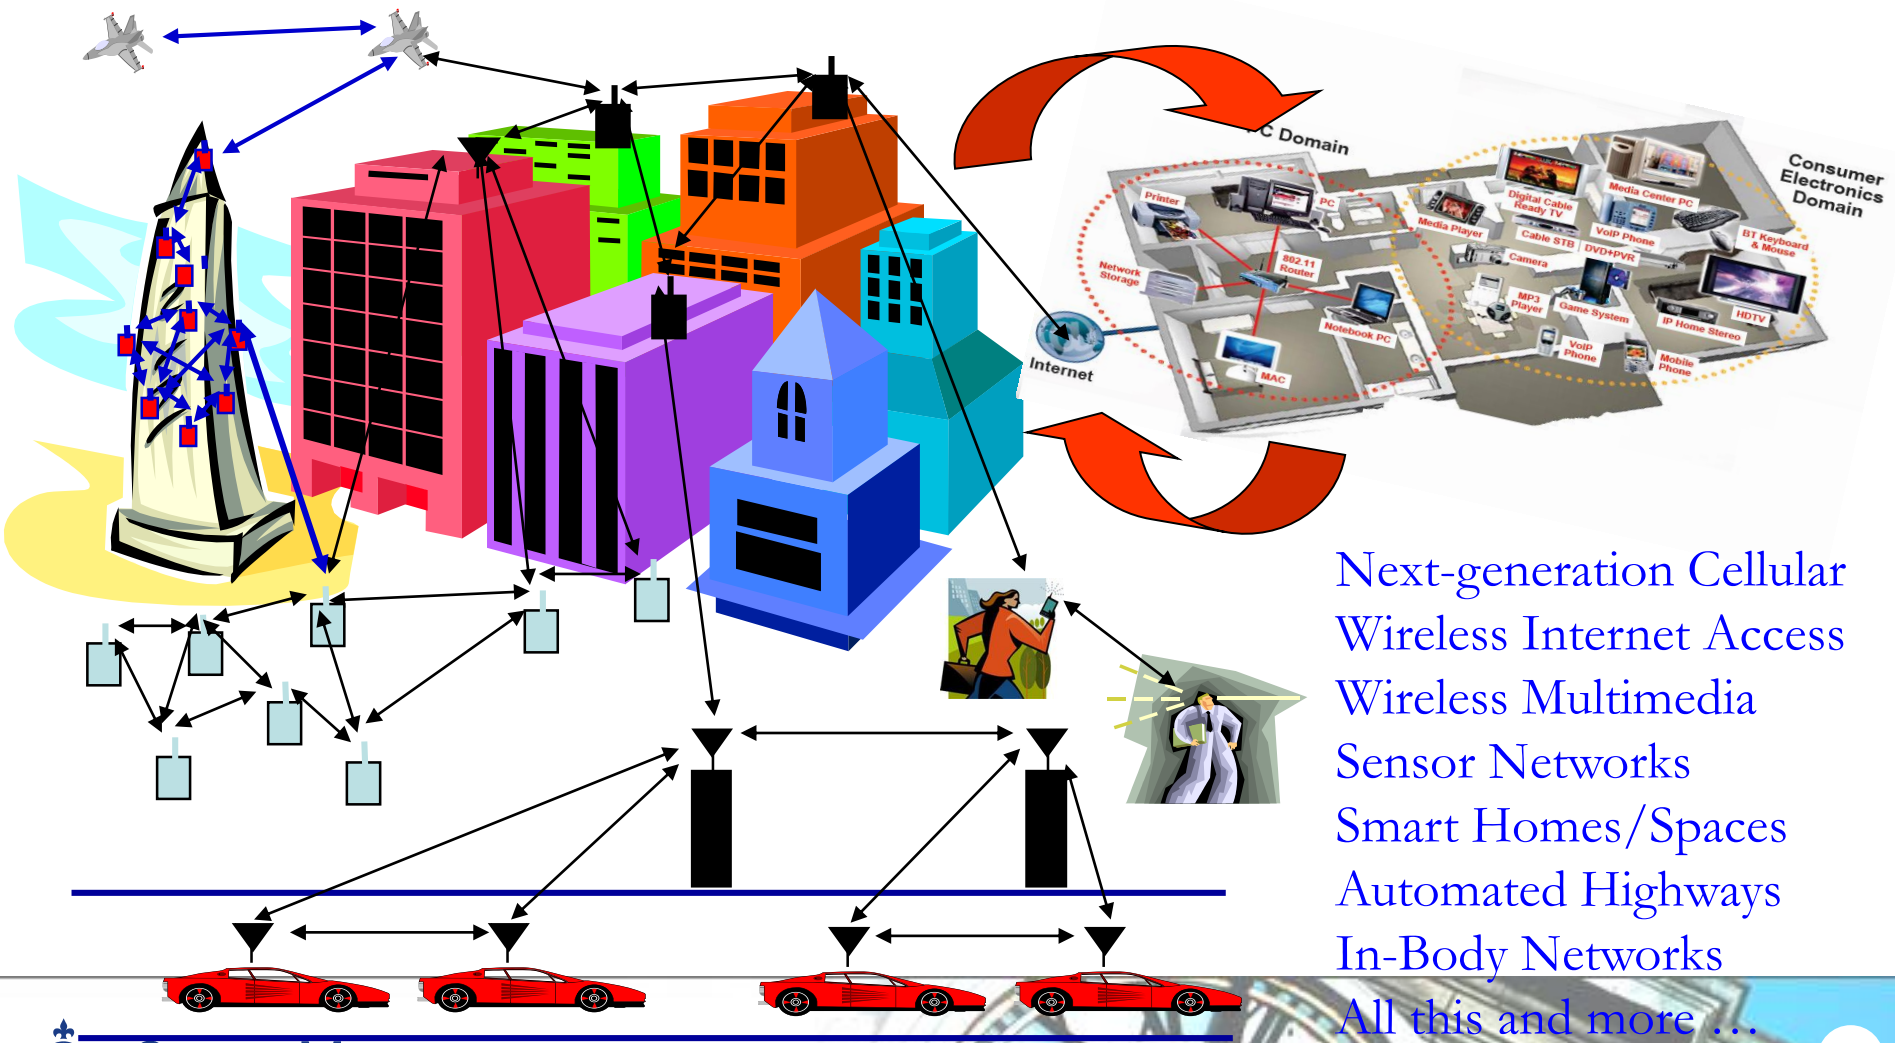 PC Domain
Consumer
Electronics
Domain
Printer
PC
802.11
Router
Network
Storage
Notebook PC
MAC
Internet
Digital Cable
Ready TV
Media Center PC
Media Player
Cable STB
VoIP Phone
DVD+PVR
BT Keyboard
& Mouse
Camera
MP3
Player
Game System
IP Home Stereo
HDTV
VoIP
Phone
Mobile
Phone
Next-generation Cellular
Wireless Internet Access
Wireless Multimedia
Sensor Networks
Smart Homes/Spaces
Automated Highways
In-Body Networks
All this and more …